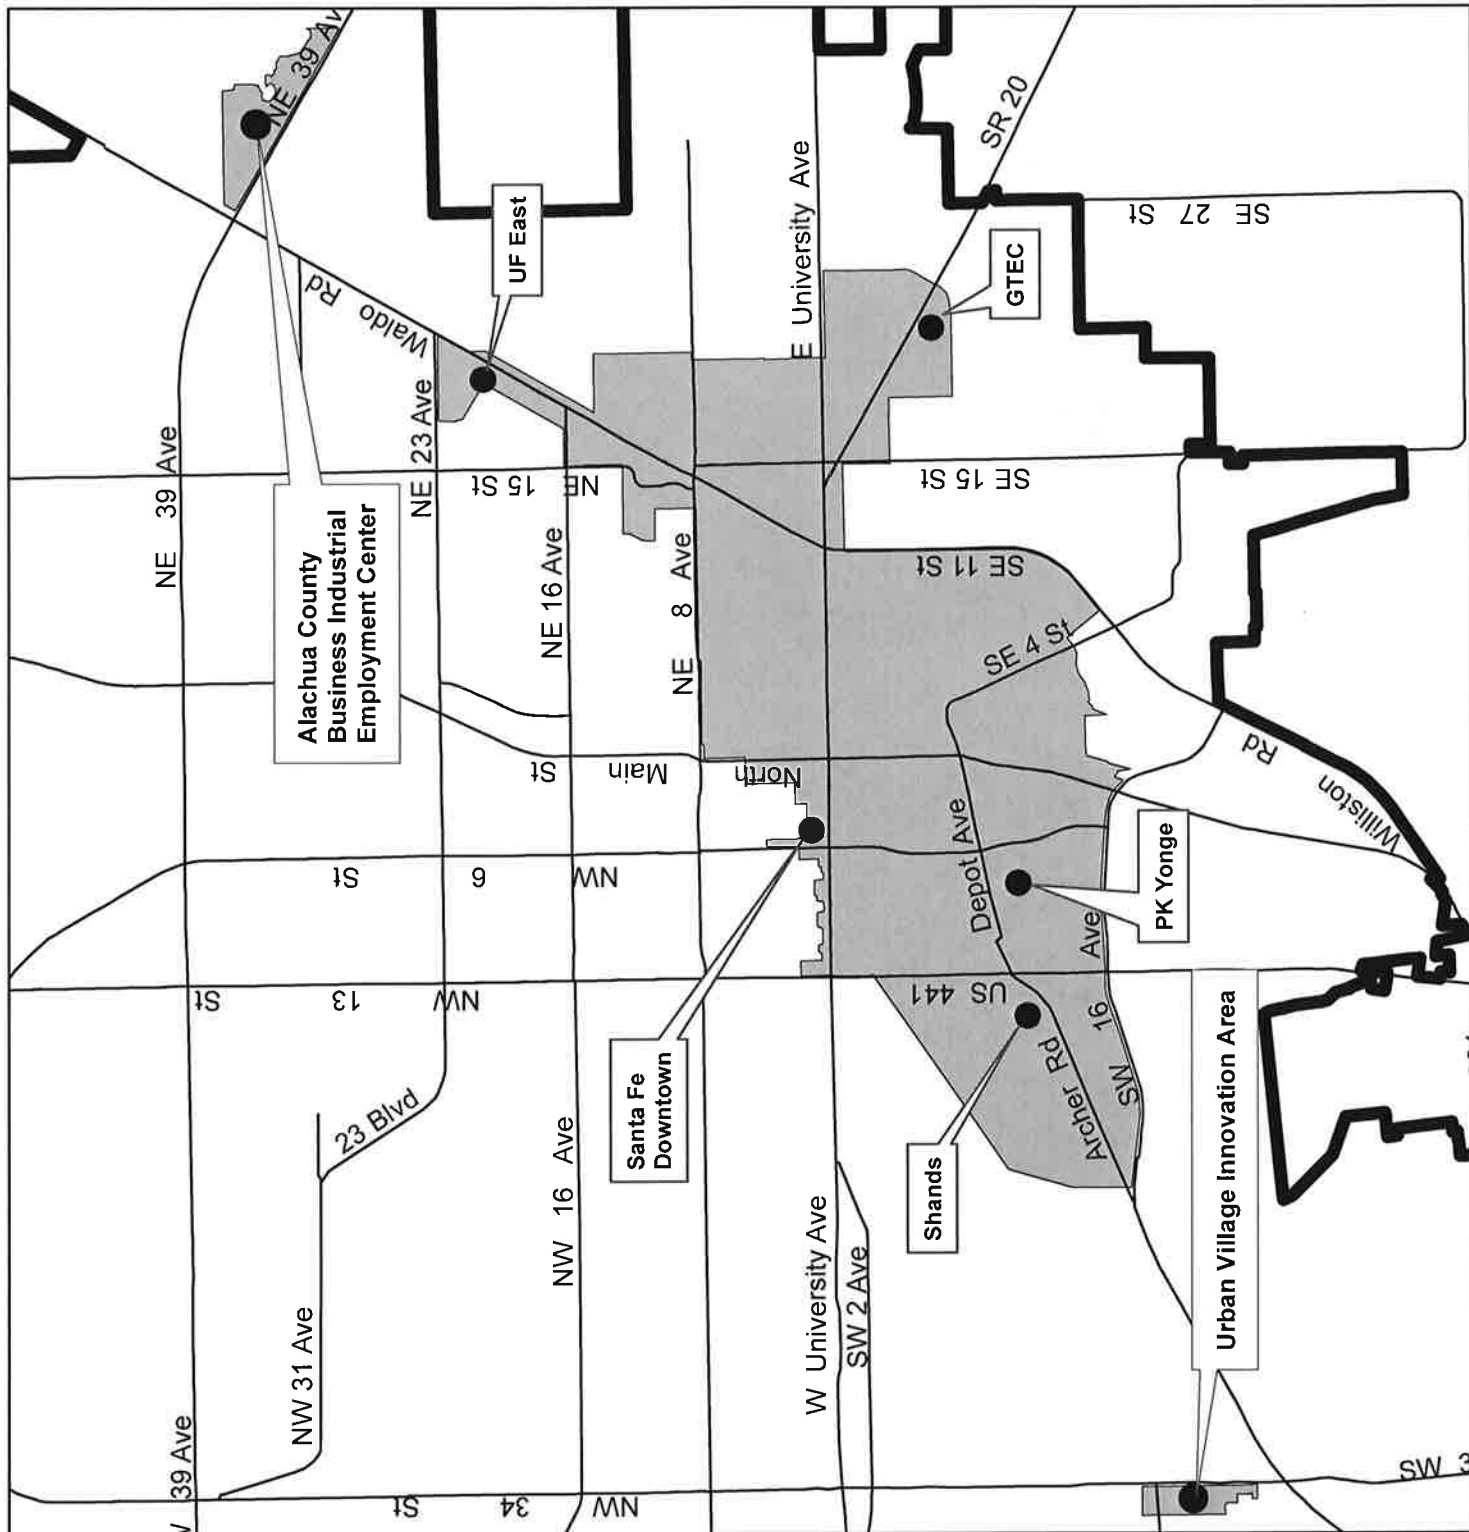 NE 39 Ave
NE 39 Av
Alachua County
Business Industrial
Employment Center
UF East
Waldo Rd
NE 23 Ave
NE 15 St
NE 16 Ave
NE 8 Ave
E University Ave
SR 20
GTEC
SE 27 St
SE 15 St
SE 11 St
SE 4 St
North Main St
NW 6 St
NW 13 St
23 Blvd
NW 31 Ave
39 Ave
NW 34 St
NW 16 Ave
Santa Fe
Downtown
W University Ave
SW 2 Ave
US 441
Depot Ave
PK Yonge
Shands
Archer Rd
SW 16 Ave
Williston Rd
Urban Village Innovation Area
SW 3